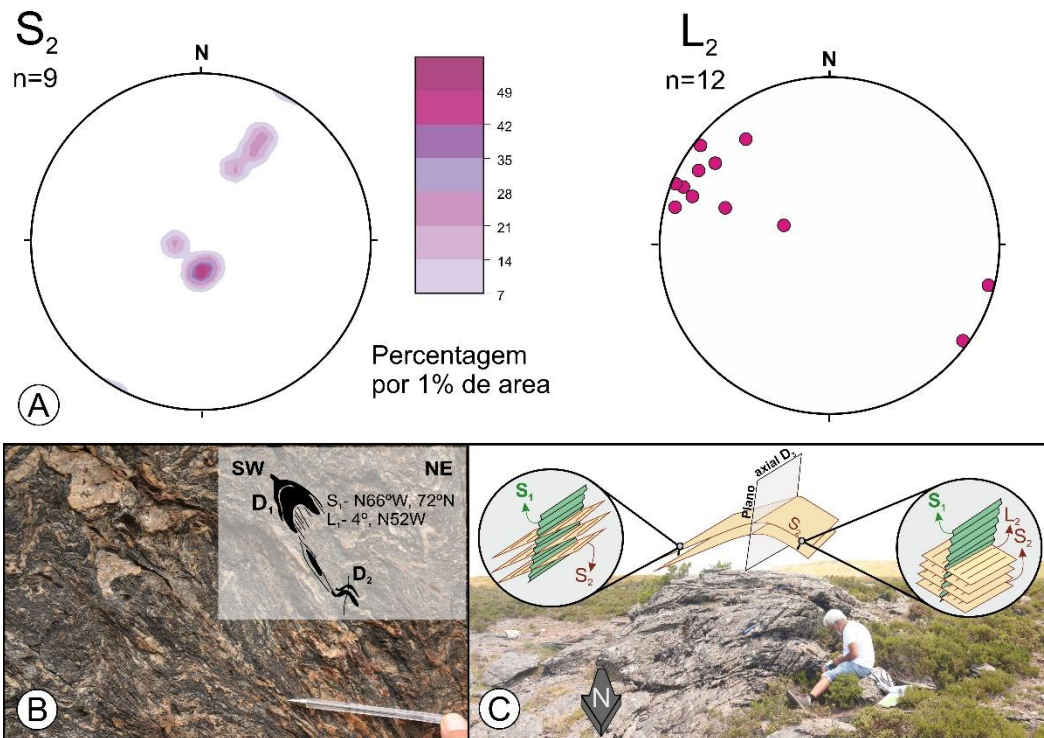 S₂
n=9
N
49
42
35
28
21
14
7
Percentagem
por 1% de area
L₂
n=12
N
A
SW NE
D₁
S₁- N66ºW, 72ºN
L₁- 4º, N52W
D₂
B
S₁
S₂
Plano
axial D₃
S₂
S₁
L₂
S₂
N
C